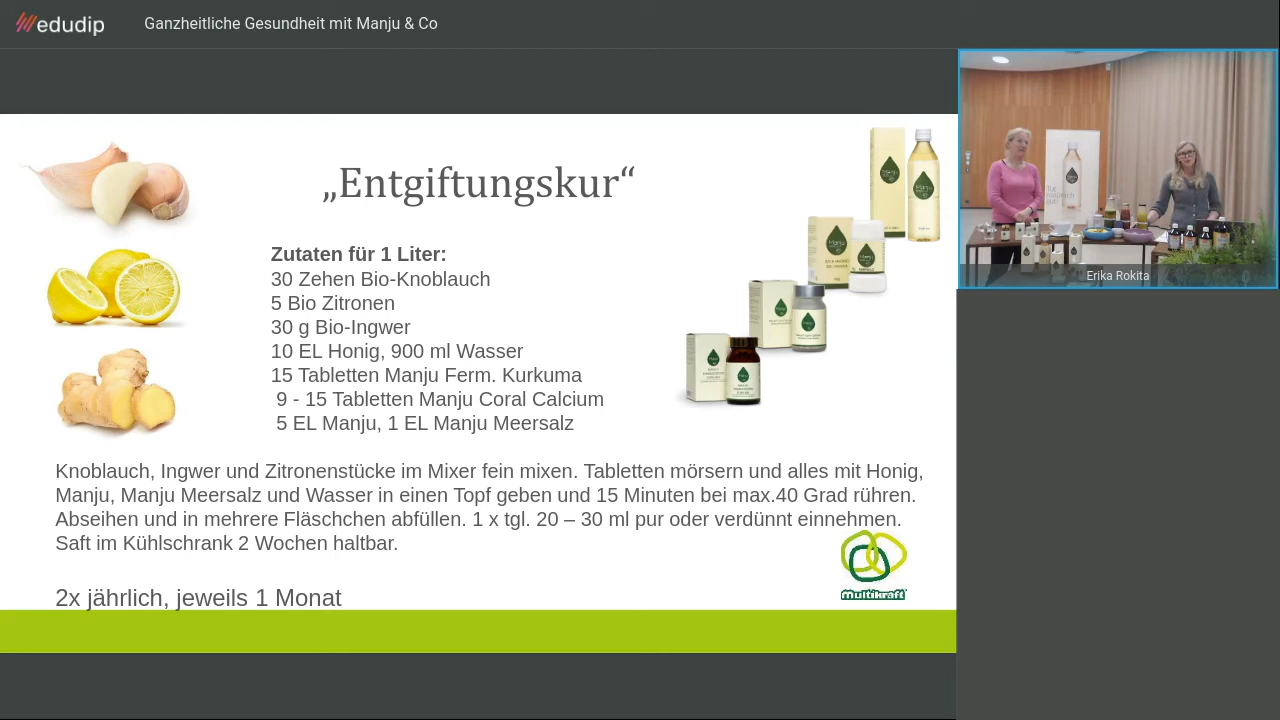 edudip
Ganzheitliche Gesundheit mit Manju & Co
„Entgiftungskur“
Zutaten für 1 Liter:
30 Zehen Bio-Knoblauch
5 Bio Zitronen
30 g Bio-Ingwer
10 EL Honig, 900 ml Wasser
15 Tabletten Manju Ferm. Kurkuma
9 - 15 Tabletten Manju Coral Calcium
5 EL Manju, 1 EL Manju Meersalz
Knoblauch, Ingwer und Zitronenstücke im Mixer fein mixen. Tabletten mörsern und alles mit Honig,
Manju, Manju Meersalz und Wasser in einen Topf geben und 15 Minuten bei max.40 Grad rühren.
Abseihen und in mehrere Fläschchen abfüllen. 1 x tgl. 20 – 30 ml pur oder verdünnt einnehmen.
Saft im Kühlschrank 2 Wochen haltbar.
2x jährlich, jeweils 1 Monat
multikraft
Manju
Manju
Manju
Manju
Erika Rokita